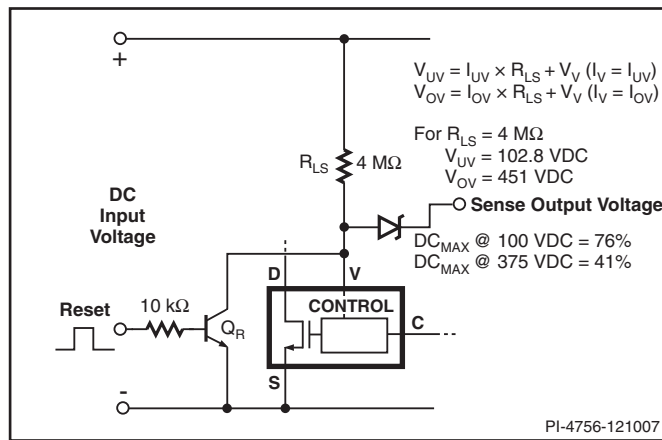 +
V_UV = I_UV × R_LS + V_V (I_V = I_UV)
V_OV = I_OV × R_LS + V_V (I_V = I_OV)
For R_LS = 4 MΩ
V_UV = 102.8 VDC
V_OV = 451 VDC
R_LS 4 MΩ
DC
Input
Voltage
Sense Output Voltage
DC_MAX @ 100 VDC = 76%
DC_MAX @ 375 VDC = 41%
D V
CONTROL
Reset
10 kΩ
Q_R
C
S
-
PI-4756-121007